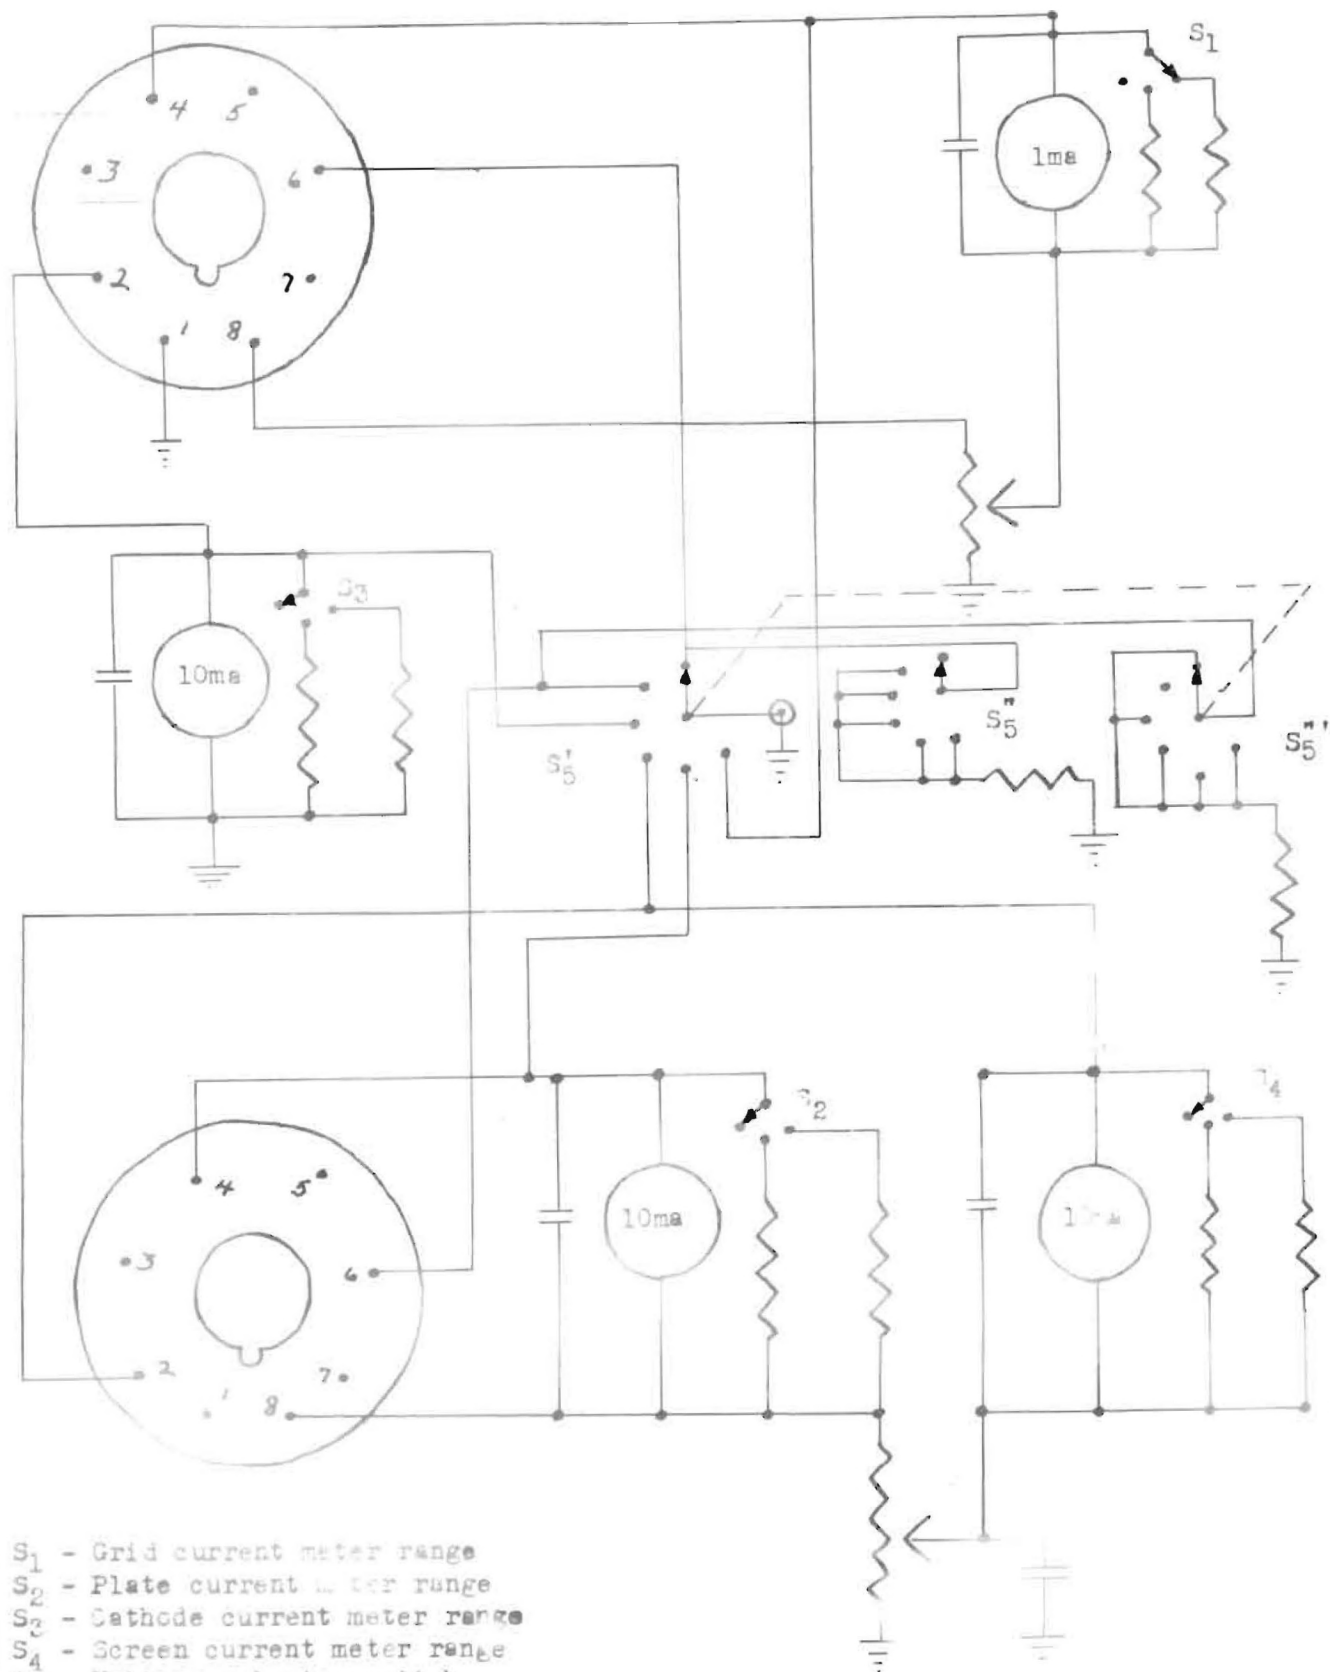 S1
4 5
1ma
3
6
2
7
1 8
S3
10ma
S5'
S5"
S5"'
S2
4
4 5
10ma
3
6
2
7
1
8
S1 - Grid current meter range
S2 - Plate current range
S3 - Cathode current meter range
S4 - Screen current meter range